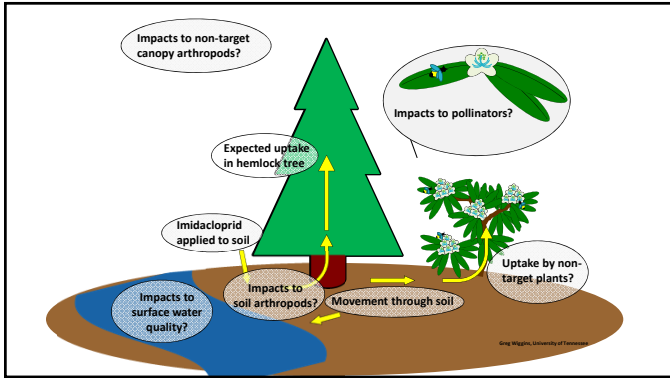 Impacts to non-target
canopy arthropods?
Impacts to pollinators?
Expected uptake
in hemlock tree
Imidacloprid
applied to soil
Uptake by non-
target plants?
Impacts to
soil arthropods?
Movement through soil
Impacts to
surface water
quality?
Greg Wiggins, University of Tennessee